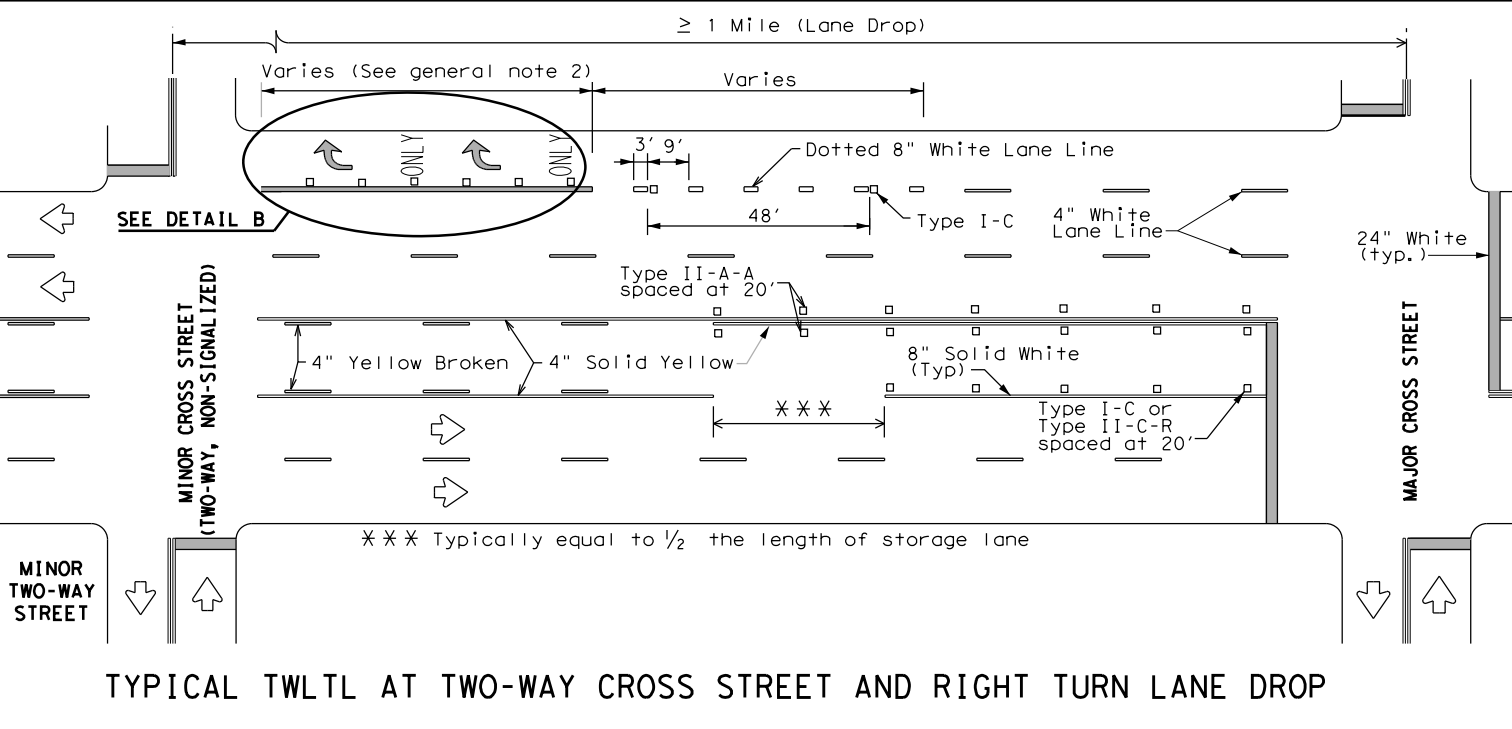 ≥ 1 Mile (Lane Drop)
Varies (See general note 2)
Varies
ONLY
ONLY
3' 9'
Dotted 8" White Lane Line
SEE DETAIL B
48'
Type I-C
4" White
Lane Line
24" White
(typ.)
Type II-A-A
spaced at 20'
MINOR CROSS STREET
(TWO-WAY, NON-SIGNALIZED)
4" Yellow Broken
4" Solid Yellow
8" Solid White
(Typ)
MAJOR CROSS STREET
***
Type I-C or
Type II-C-R
spaced at 20'
*** Typically equal to ½ the length of storage lane
MINOR
TWO-WAY
STREET
TYPICAL TWLTL AT TWO-WAY CROSS STREET AND RIGHT TURN LANE DROP